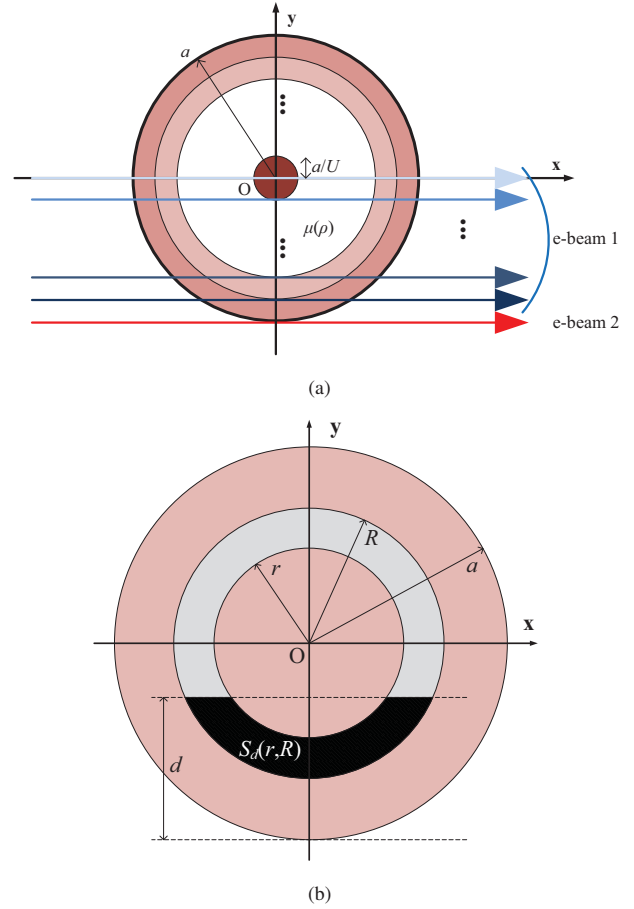 y
a
a/U
x
O
μ(ρ)
e-beam 1
e-beam 2
(a)
y
R
r
a
x
O
S_d(r,R)
d
(b)